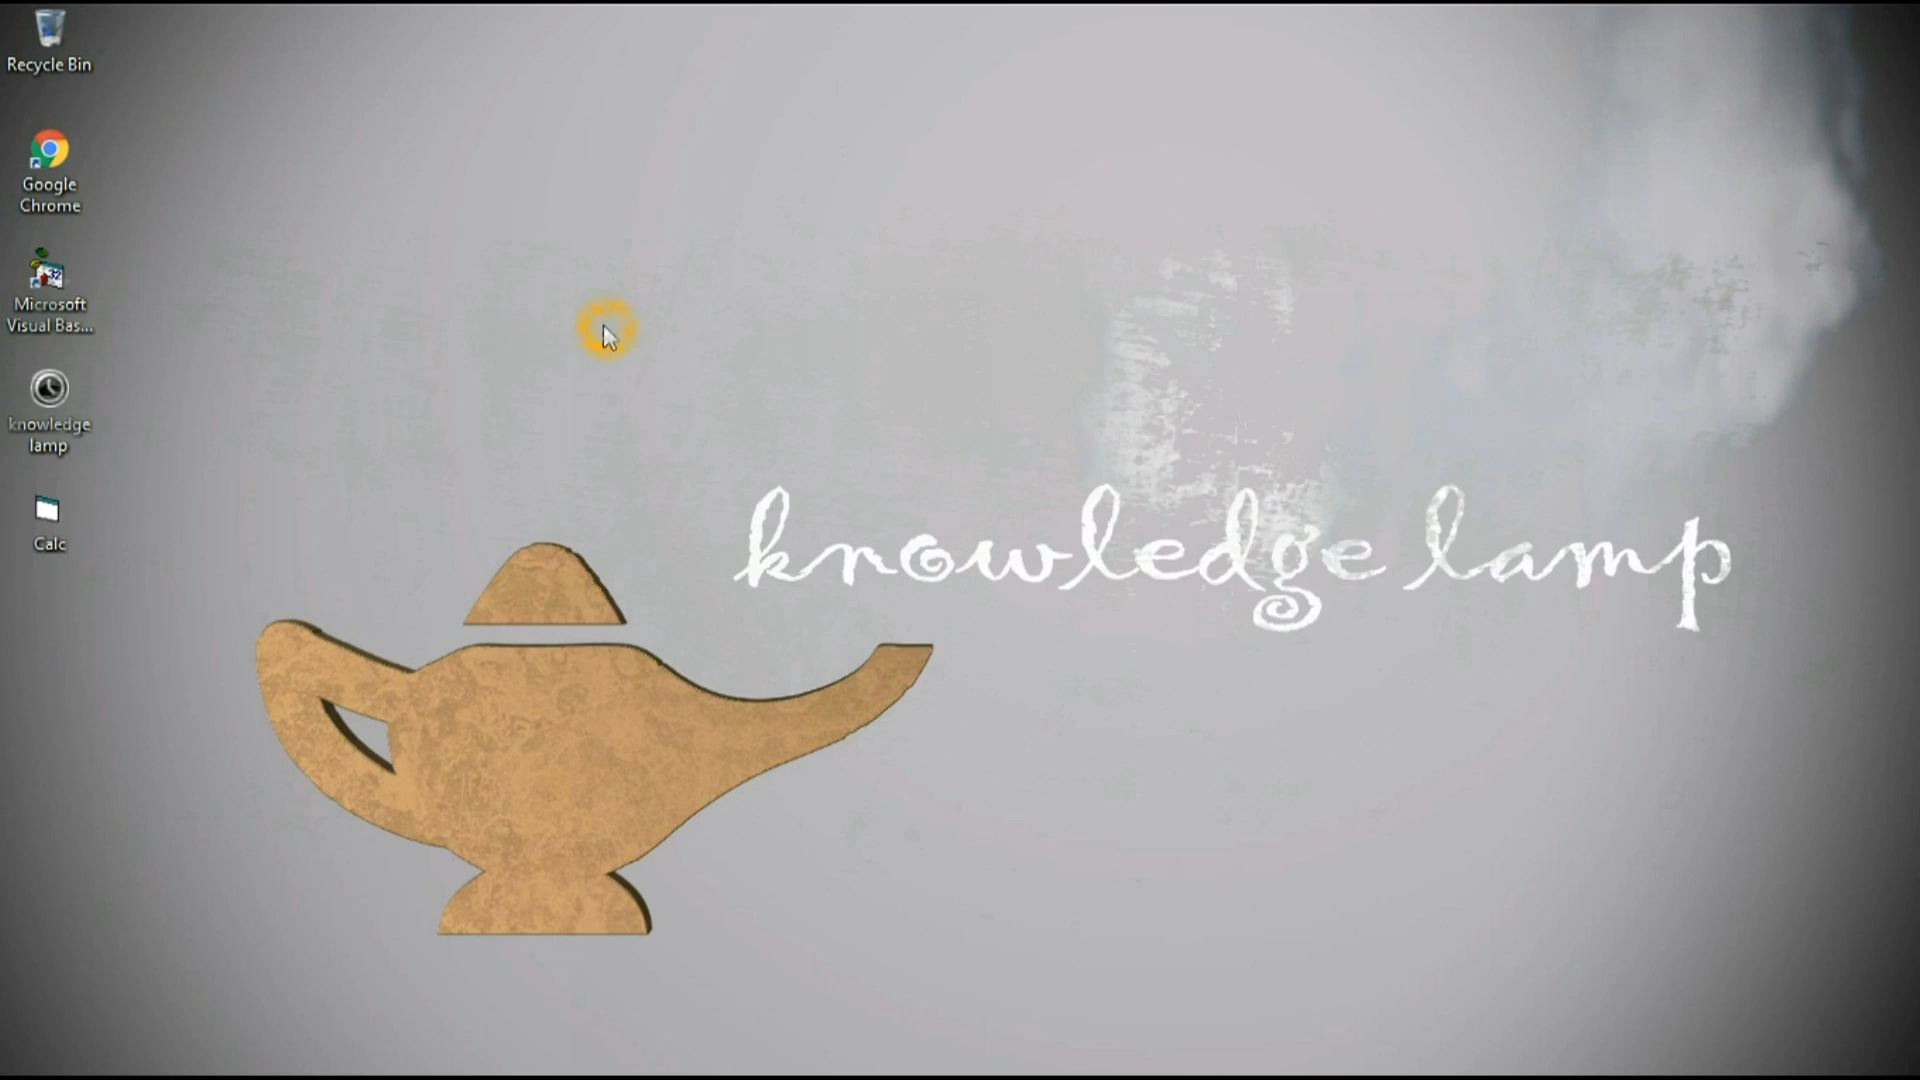 Recycle Bin
Google
Chrome
Microsoft
Visual Bas...
knowledge
lamp
Calc
knowledge lamp